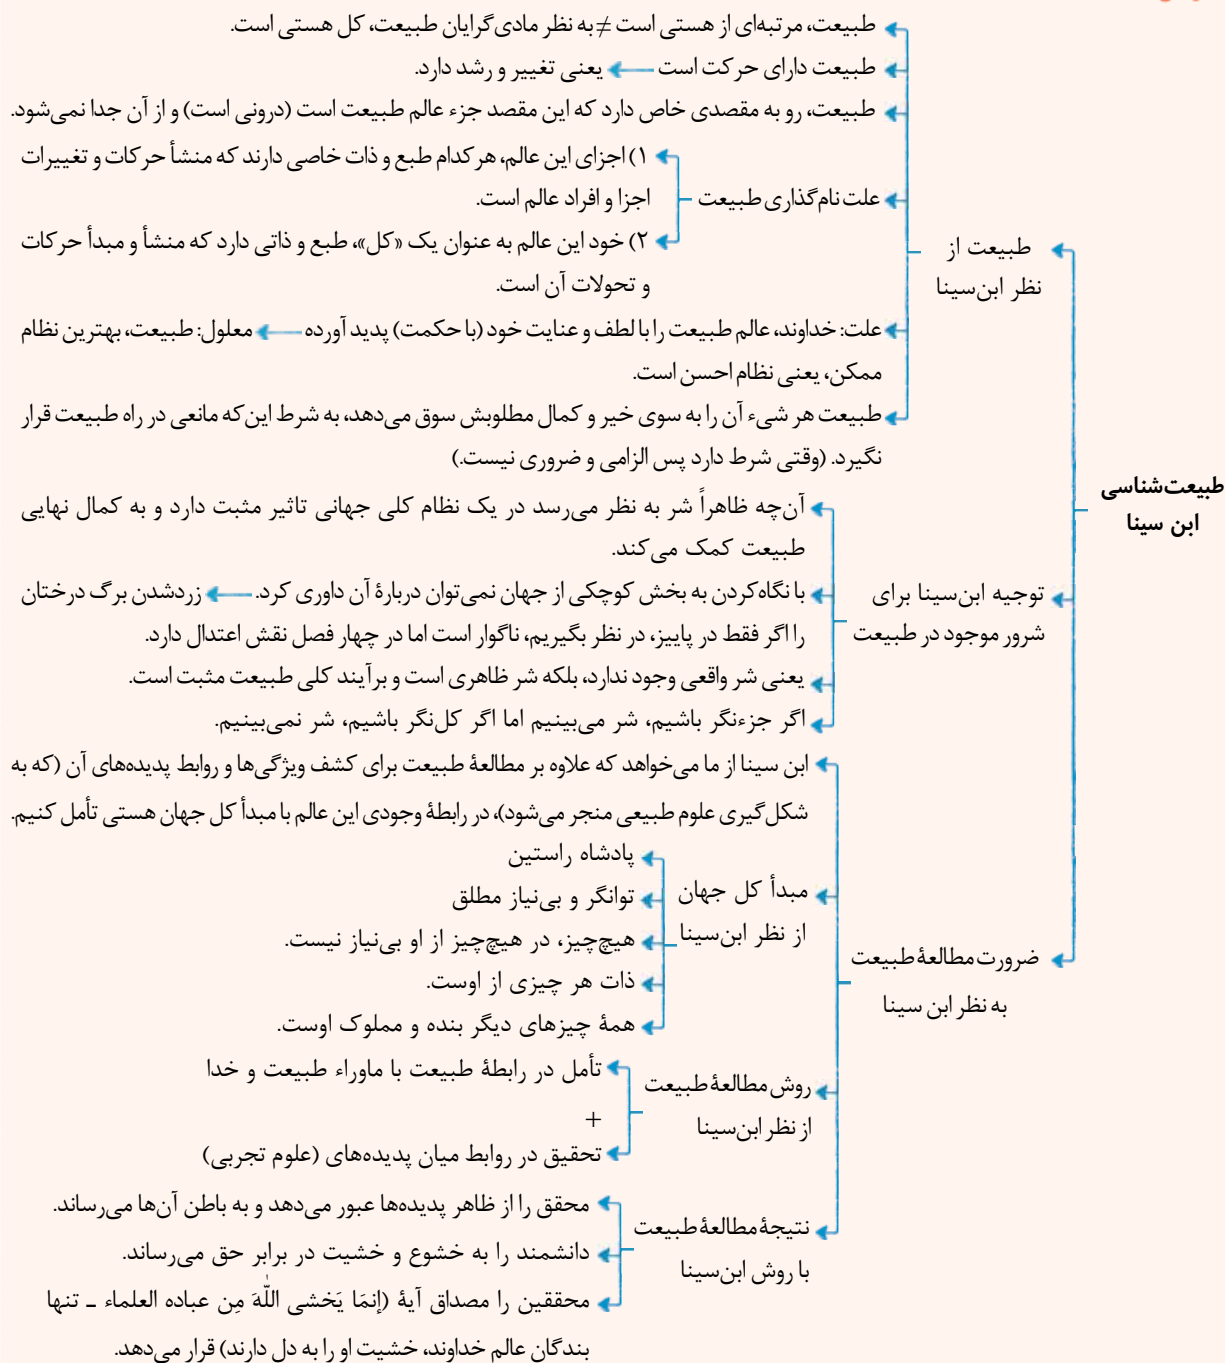 طبیعت‌شناسی
ابن سینا
طبیعت از
نظر ابن‌سینا
طبیعت، مرتبه‌ای از هستی است ≠ به نظر مادی‌گرایان طبیعت، کل هستی است.
طبیعت دارای حرکت است ← یعنی تغییر و رشد دارد.
طبیعت، رو به مقصدی خاص دارد که این مقصد جزء عالم طبیعت است (درونی است) و از آن جدا نمی‌شود.
علت نام‌گذاری طبیعت
۱) اجزای این عالم، هرکدام طبع و ذات خاصی دارند که منشأ حرکات و تغییرات
اجزا و افراد عالم است.
۲) خود این عالم به عنوان یک «کل»، طبع و ذاتی دارد که منشأ و مبدأ حرکات
و تحولات آن است.
علت: خداوند، عالم طبیعت را با لطف و عنایت خود (با حکمت) پدید آورده ← معلول: طبیعت، بهترین نظام
ممکن، یعنی نظام احسن است.
طبیعت هر شیء آن را به سوی خیر و کمال مطلوبش سوق می‌دهد، به شرط این‌که مانعی در راه طبیعت قرار
نگیرد. (وقتی شرط دارد پس الزامی و ضروری نیست.)
توجیه ابن‌سینا برای
شرور موجود در طبیعت
آن‌چه ظاهراً شر به نظر می‌رسد در یک نظام کلی جهانی تاثیر مثبت دارد و به کمال نهایی
طبیعت کمک می‌کند.
با نگاه‌کردن به بخش کوچکی از جهان نمی‌توان دربارهٔ آن داوری کرد. ← زردشدن برگ درختان
را اگر فقط در پاییز، در نظر بگیریم، ناگوار است اما در چهار فصل نقش اعتدال دارد.
یعنی شر واقعی وجود ندارد، بلکه شر ظاهری است و برآیند کلی طبیعت مثبت است.
اگر جزءنگر باشیم، شر می‌بینیم اما اگر کل‌نگر باشیم، شر نمی‌بینیم.
ضرورت مطالعهٔ طبیعت
به نظر ابن سینا
ابن سینا از ما می‌خواهد که علاوه بر مطالعهٔ طبیعت برای کشف ویژگی‌ها و روابط پدیده‌های آن (که به
شکل‌گیری علوم طبیعی منجر می‌شود)، در رابطهٔ وجودی این عالم با مبدأ کل جهان هستی تأمل کنیم.
مبدأ کل جهان
از نظر ابن‌سینا
پادشاه راستین
توانگر و بی‌نیاز مطلق
هیچ‌چیز، در هیچ‌چیز از او بی‌نیاز نیست.
ذات هر چیزی از اوست.
همهٔ چیزهای دیگر بنده و مملوک اوست.
روش مطالعهٔ طبیعت
از نظر ابن‌سینا
تأمل در رابطهٔ طبیعت با ماوراء طبیعت و خدا
+
تحقیق در روابط میان پدیده‌های (علوم تجربی)
نتیجهٔ مطالعهٔ طبیعت
با روش ابن‌سینا
محقق را از ظاهر پدیده‌ها عبور می‌دهد و به باطن آن‌ها می‌رساند.
دانشمند را به خشوع و خشیت در برابر حق می‌رساند.
محققین را مصداق آیهٔ (إنمَا یَخشی اللّٰهَ مِن عباده العلماء ـ تنها
بندگان عالم خداوند، خشیت او را به دل دارند) قرار می‌دهد.